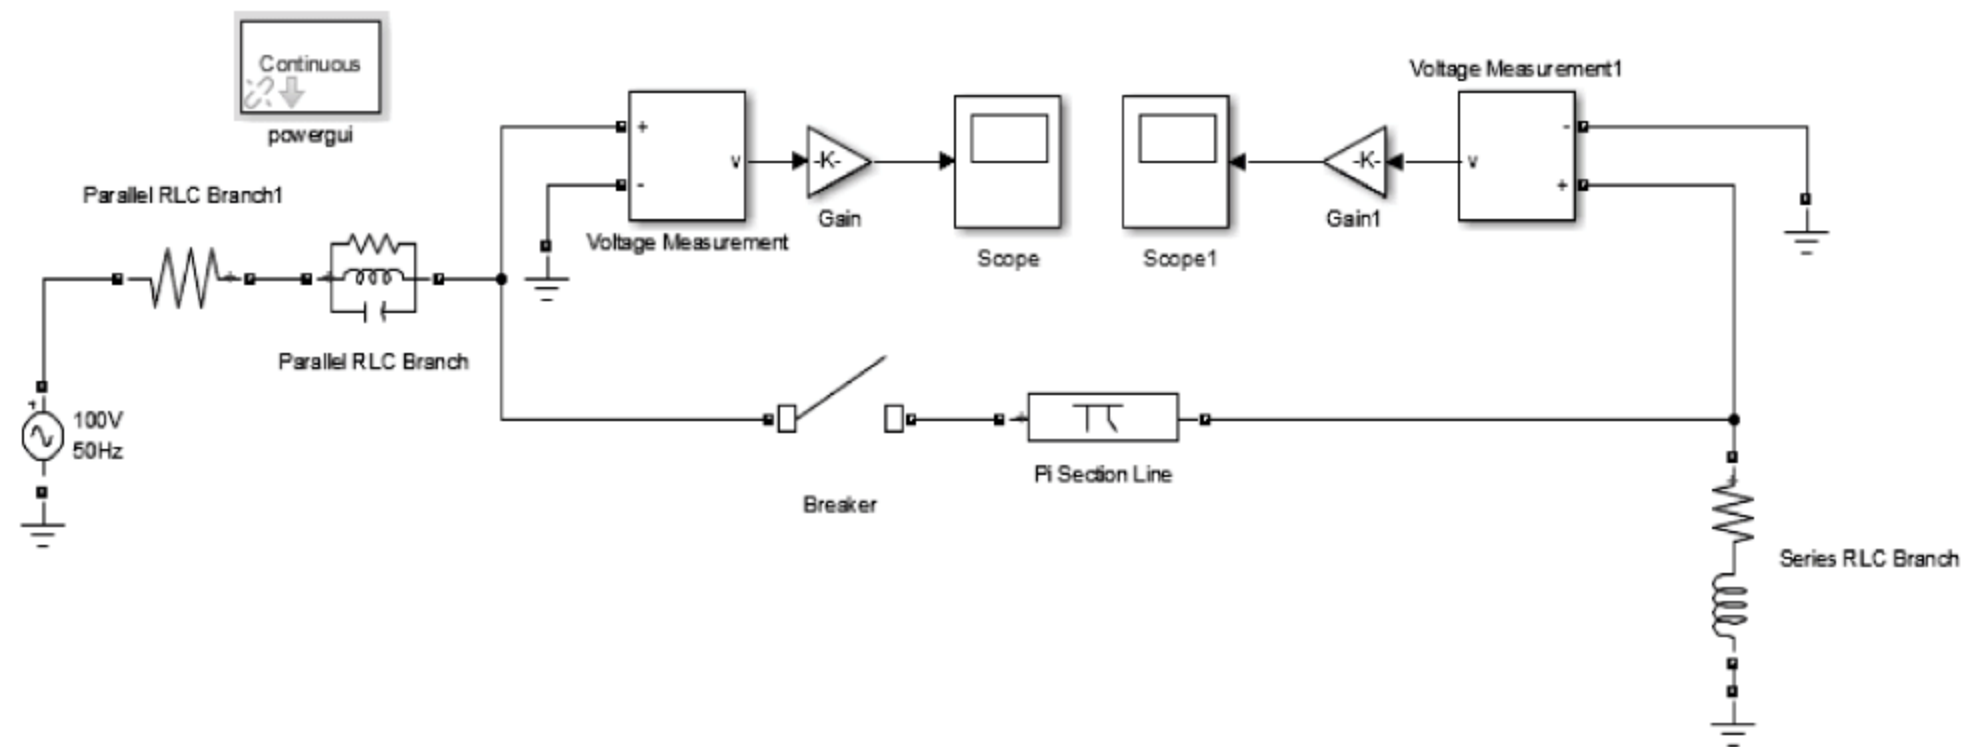 Continuous
powergui
Voltage Measurement1
Parallel RLC Branch1
+
-
v
-K-
Gain
Voltage Measurement
Scope
Scope1
-K-
Gain1
-
v
+
Parallel RLC Branch
+
100V
50Hz
Pi Section Line
Breaker
Series RLC Branch